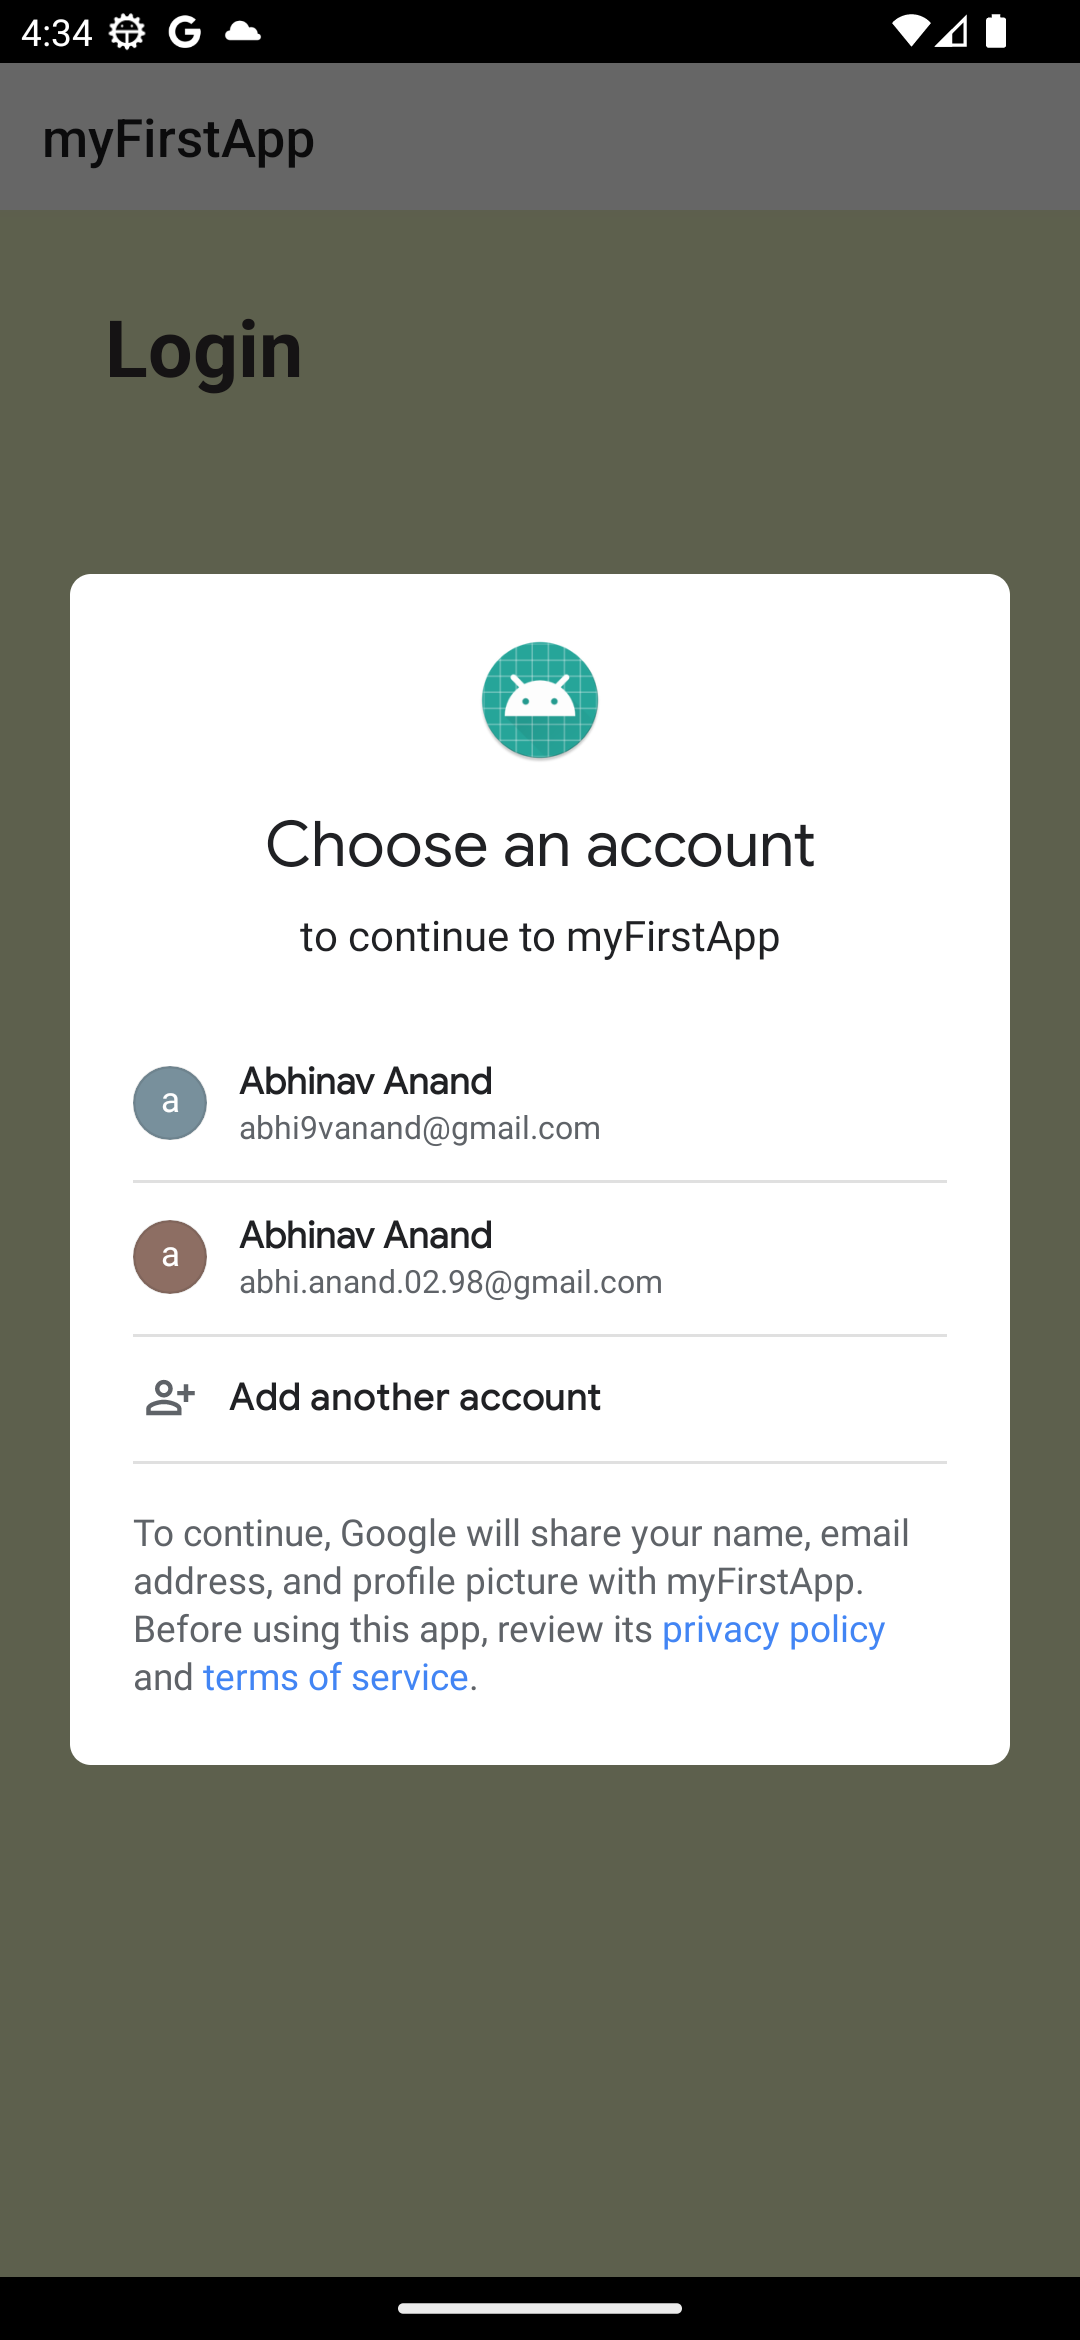 4:34
myFirstApp
Login
Choose an account
to continue to myFirstApp
a
Abhinav Anand
abhi9vanand@gmail.com
a
Abhinav Anand
abhi.anand.02.98@gmail.com
Add another account
To continue, Google will share your name, email
address, and profile picture with myFirstApp.
Before using this app, review its privacy policy
and terms of service.